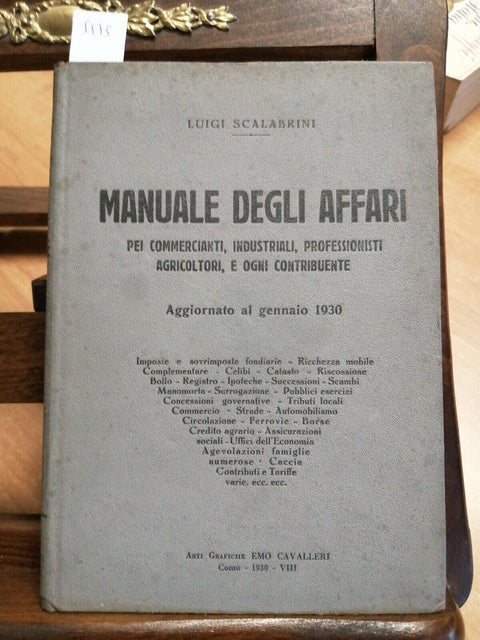 5575
LUIGI SCALABRINI
MANUALE DEGLI AFFARI
PEI COMMERCIANTI, INDUSTRIALI, PROFESSIONISTI
AGRICOLTORI, E OGNI CONTRIBUENTE
Aggiornato al gennaio 1930
Imposte e sovrimposte fondiarie - Ricchezza mobile
Complementare - Celibi - Catasto - Riscossione
Bollo - Registro - Ipoteche - Successioni - Scambi
Manomorta - Surrogazione - Pubblici esercizi
Concessioni governative - Tributi locali
Commercio - Strade - Automobilismo
Circolazione - Ferrovie - Borse
Credito agrario - Assicurazioni
sociali - Uffici dell'Economia
Agevolazioni famiglie
numerose - Caccia
Contributi e Tariffe
varie, ecc. ecc.
ARTI GRAFICHE EMO CAVALLERI
COMO - 1930 - VIII